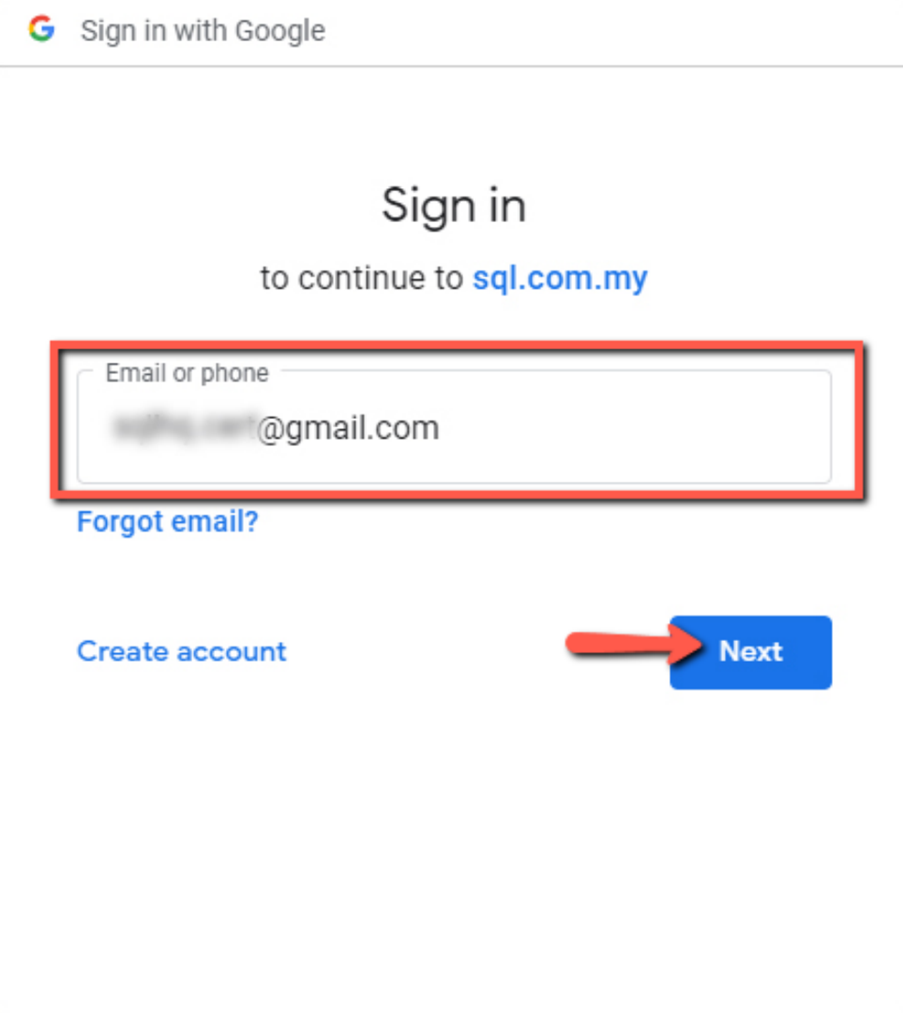 Sign in with Google
Sign in
to continue to sql.com.my
Email or phone
@gmail.com
Forgot email?
Create account
Next